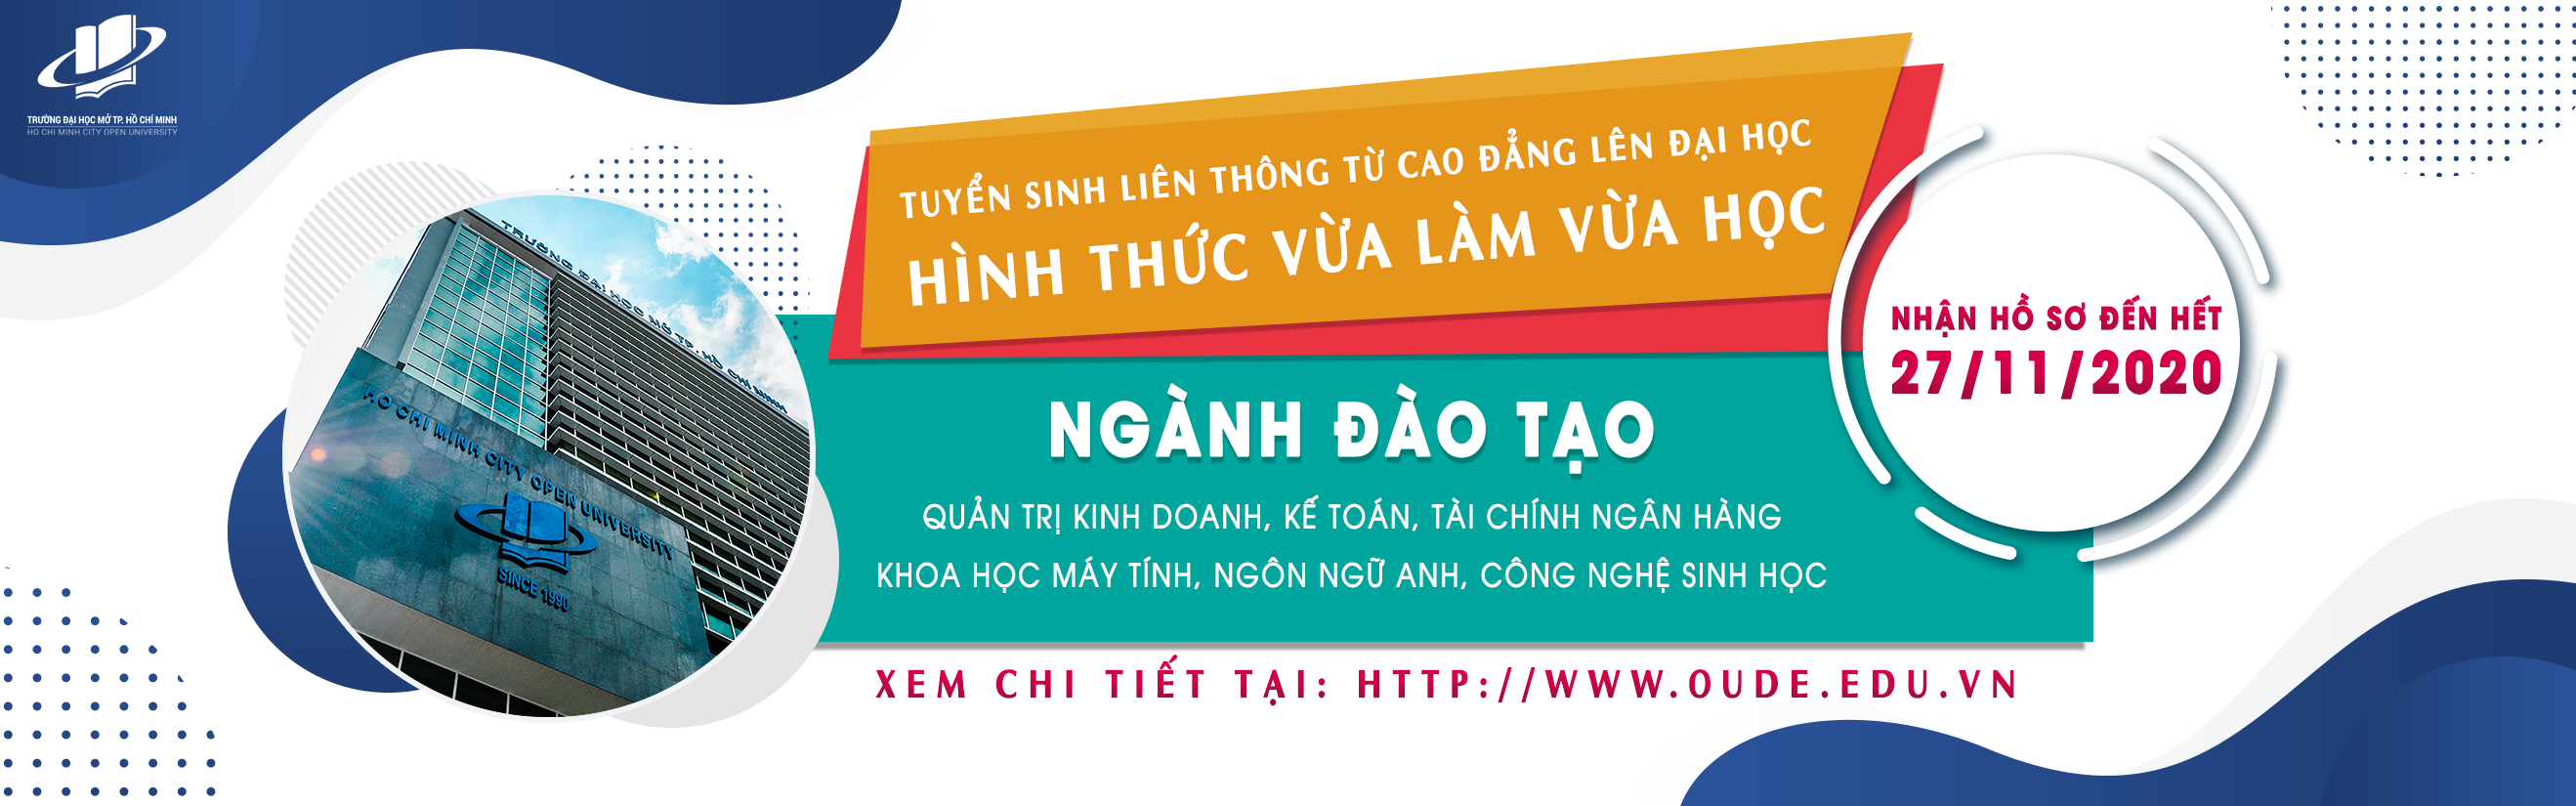 TRƯỜNG ĐẠI HỌC MỞ TP. HỒ CHÍ MINH
HO CHI MINH CITY OPEN UNIVERSITY
TUYỂN SINH LIÊN THÔNG TỪ CAO ĐẲNG LÊN ĐẠI HỌC
HÌNH THỨC VỪA LÀM VỪA HỌC
NHẬN HỒ SƠ ĐẾN HẾT
27/11/2020
TRƯỜNG ĐẠI HỌC MỞ TP. HỒ CHÍ MINH
HO CHI MINH CITY OPEN UNIVERSITY
SINCE 1990
NGÀNH ĐÀO TẠO
QUẢN TRỊ KINH DOANH, KẾ TOÁN, TÀI CHÍNH NGÂN HÀNG
KHOA HỌC MÁY TÍNH, NGÔN NGỮ ANH, CÔNG NGHỆ SINH HỌC
XEM CHI TIẾT TẠI: HTTP://WWW.OUDE.EDU.VN